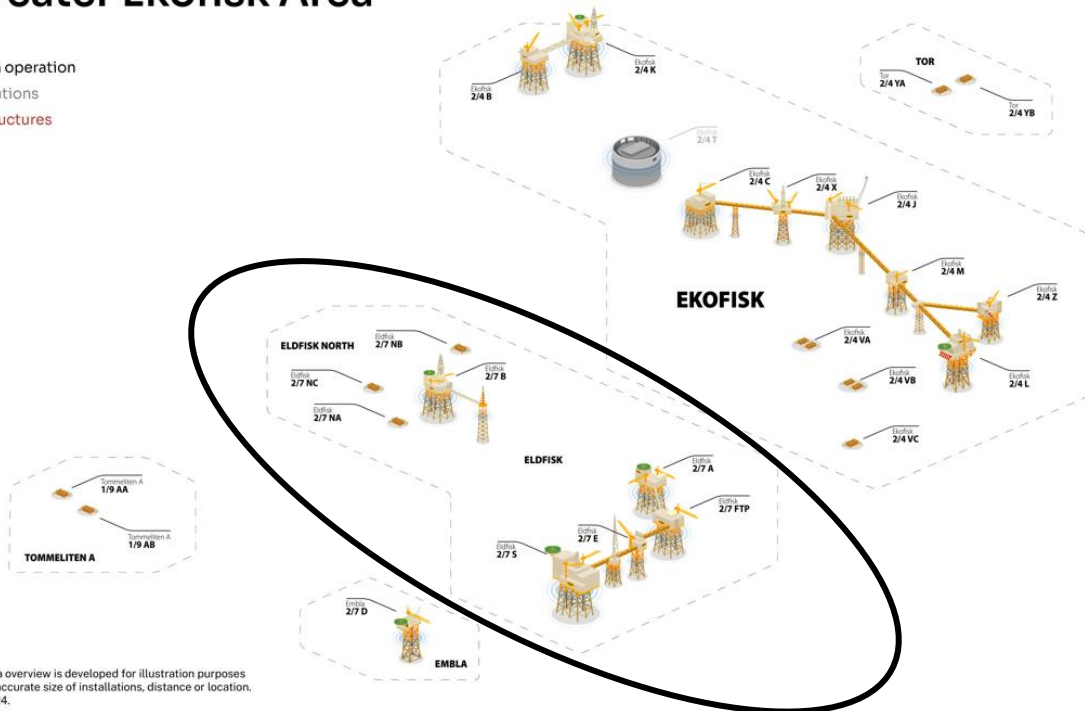 Ekofisk Area
operation
Ekofisk
2/4 K
Ekofisk
2/4 B
TOR
Tor
2/4 YA
Tor
2/4 YB
Ekofisk
2/4 T
Ekofisk
2/4 C
Ekofisk
2/4 X
Ekofisk
2/4 J
Ekofisk
2/4 M
Ekofisk
2/4 Z
EKOFISK
Ekofisk
2/4 VA
Ekofisk
2/4 VB
Ekofisk
2/4 L
Ekofisk
2/4 VC
ELDFISK NORTH
Eldfisk
2/7 NB
Eldfisk
2/7 B
Eldfisk
2/7 NC
Eldfisk
2/7 NA
ELDFISK
Eldfisk
2/7 A
Eldfisk
2/7 FTP
Eldfisk
2/7 E
Eldfisk
2/7 S
Tommeliten A
1/9 AA
Tommeliten A
1/9 AB
TOMMELITEN A
Embla
2/7 D
EMBLA
overview is developed for illustration purposes
accurate size of installations, distance or location.